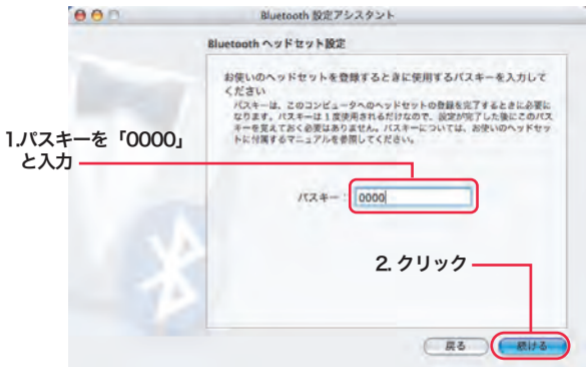 Bluetooth 設定アシスタント
Bluetooth ヘッドセット設定
お使いのヘッドセットを登録するときに使用するパスキーを入力して
ください
パスキーは、このコンピュータへのヘッドセットの登録を完了するときに必要に
なります。パスキーは 1 度使用されるだけなので、設定が完了した後にこのパス
キーを覚えておく必要はありません。パスキーについては、お使いのヘッドセッ
トに付属するマニュアルを参照してください。
1.パスキーを「0000」
と入力
パスキー： 0000
2. クリック
戻る
続ける